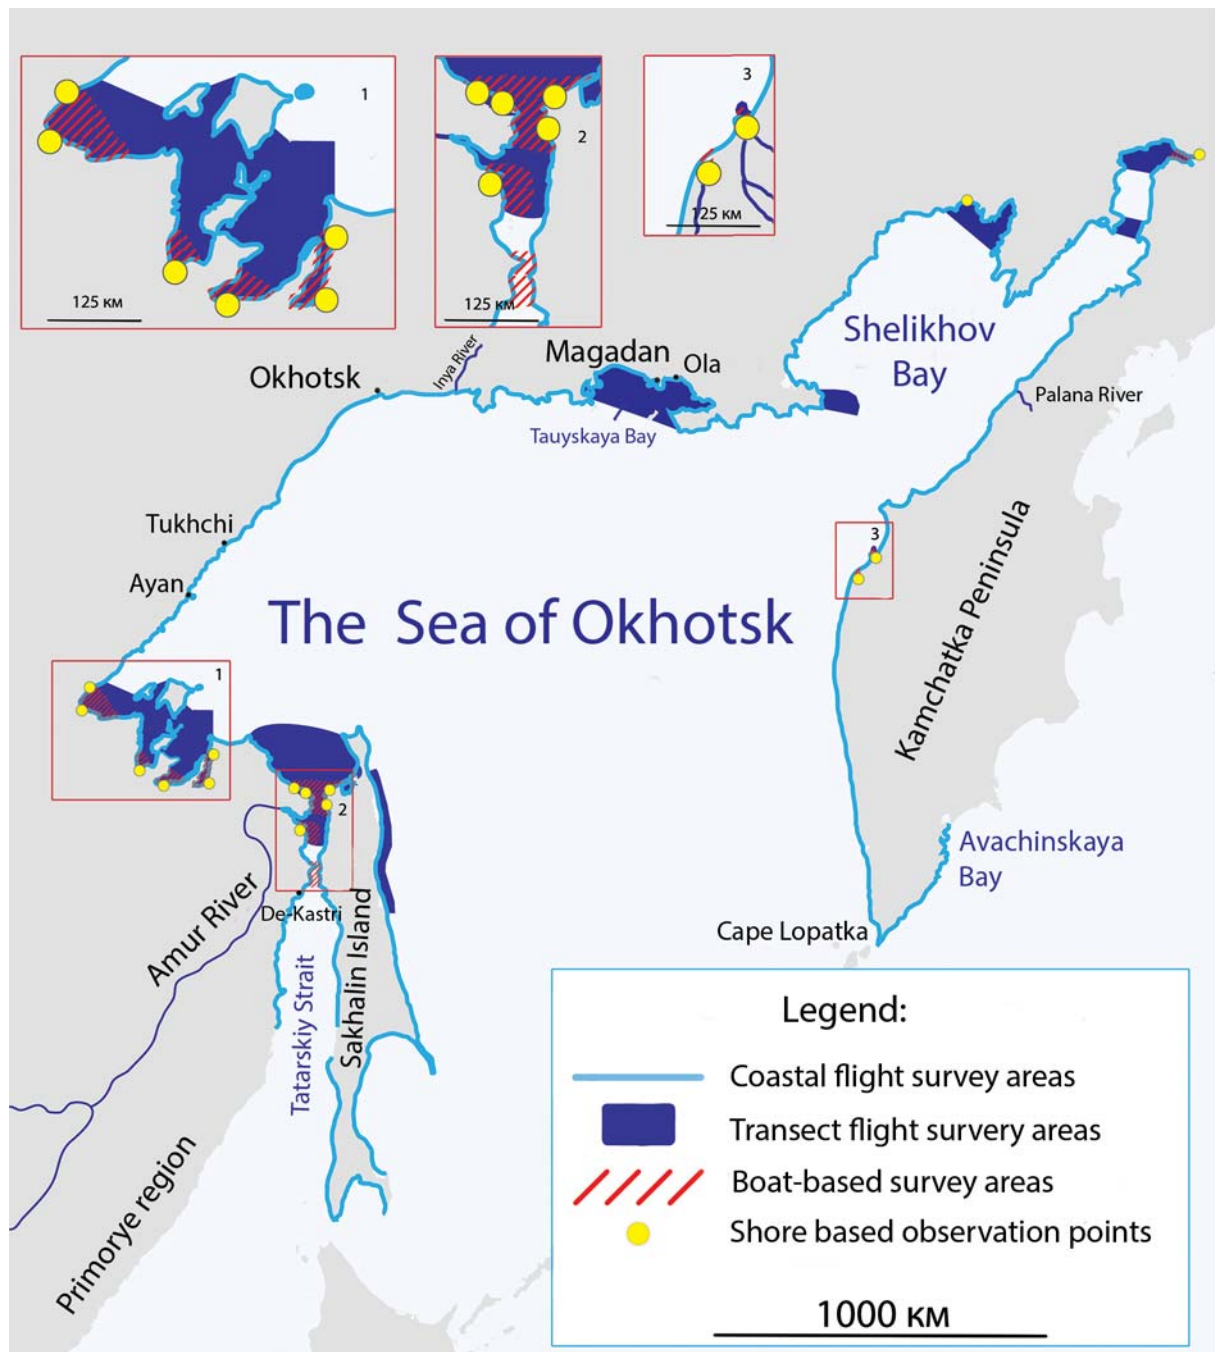 1
2
3
125 км
125 км
125 км
Shelikhov
Bay
Magadan
Ola
Okhotsk
Inya River
Palana River
Tauyskaya Bay
Tukhchi
3
Ayan
The Sea of Okhotsk
Kamchatka Peninsula
1
2
Avachinskaya
Bay
Amur River
De-Kastri
Cape Lopatka
Sakhalin Island
Tatarskiy Strait
Primorye region
Legend:
Coastal flight survey areas
Transect flight survery areas
Boat-based survey areas
Shore based observation points
1000 км